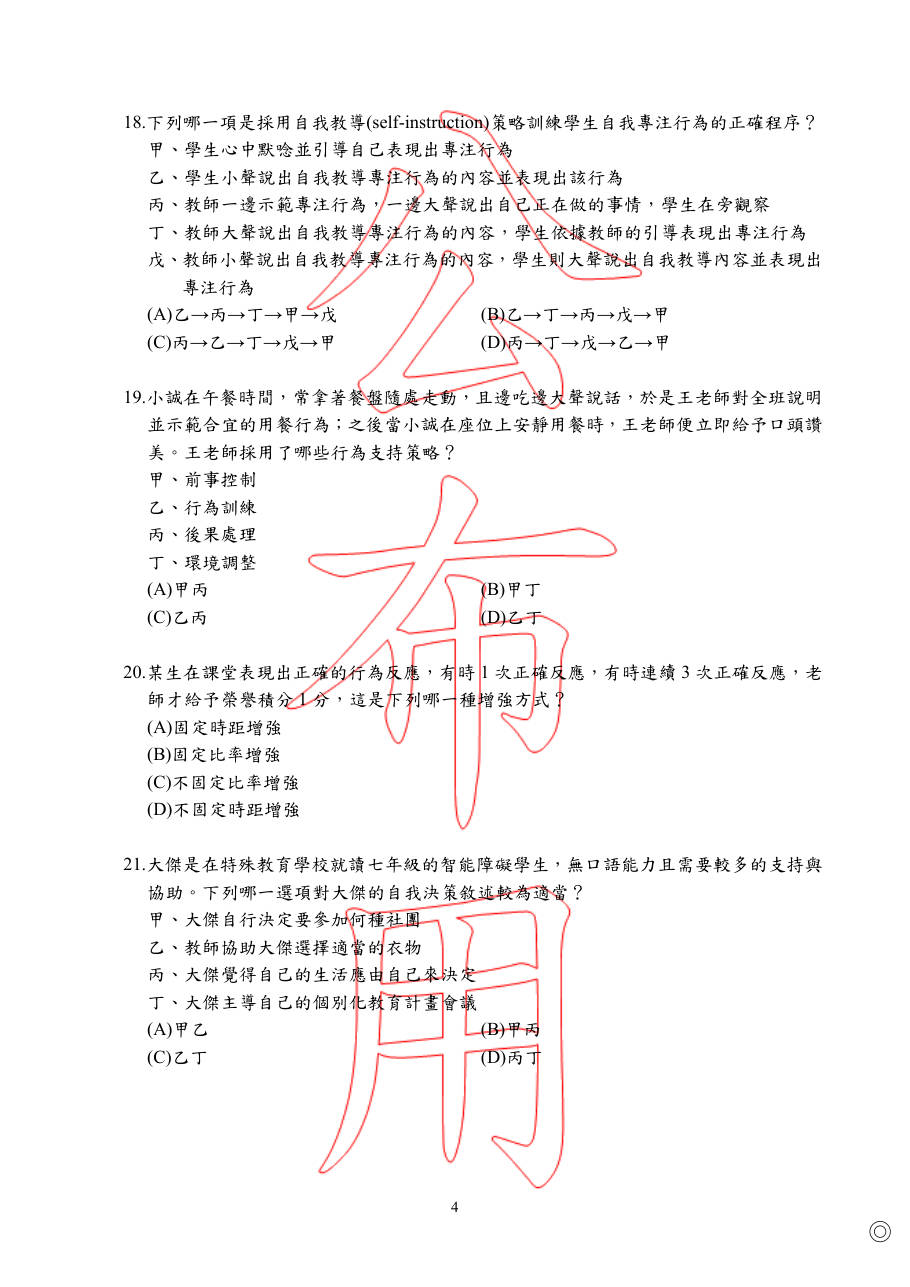 18.下列哪一項是採用自我教導(self-instruction)策略訓練學生自我專注行為的正確程序？
甲、學生心中默唸並引導自己表現出專注行為
乙、學生小聲說出自我教導專注行為的內容並表現出該行為
丙、教師一邊示範專注行為，一邊大聲說出自己正在做的事情，學生在旁觀察
丁、教師大聲說出自我教導專注行為的內容，學生依據教師的引導表現出專注行為
戊、教師小聲說出自我教導專注行為的內容，學生則大聲說出自我教導內容並表現出
專注行為
(A)乙→丙→丁→甲→戊 (B)乙→丁→丙→戊→甲
(C)丙→乙→丁→戊→甲 (D)丙→丁→戊→乙→甲
19.小誠在午餐時間，常拿著餐盤隨處走動，且邊吃邊大聲說話，於是王老師對全班說明
並示範合宜的用餐行為；之後當小誠在座位上安靜用餐時，王老師便立即給予口頭讚
美。王老師採用了哪些行為支持策略？
甲、前事控制
乙、行為訓練
丙、後果處理
丁、環境調整
(A)甲丙 (B)甲丁
(C)乙丙 (D)乙丁
20.某生在課堂表現出正確的行為反應，有時 1 次正確反應，有時連續 3 次正確反應，老
師才給予榮譽積分 1 分，這是下列哪一種增強方式？
(A)固定時距增強
(B)固定比率增強
(C)不固定比率增強
(D)不固定時距增強
21.大傑是在特殊教育學校就讀七年級的智能障礙學生，無口語能力且需要較多的支持與
協助。下列哪一選項對大傑的自我決策敘述較為適當？
甲、大傑自行決定要參加何種社團
乙、教師協助大傑選擇適當的衣物
丙、大傑覺得自己的生活應由自己來決定
丁、大傑主導自己的個別化教育計畫會議
(A)甲乙 (B)甲丙
(C)乙丁 (D)丙丁
公布用
4
◎